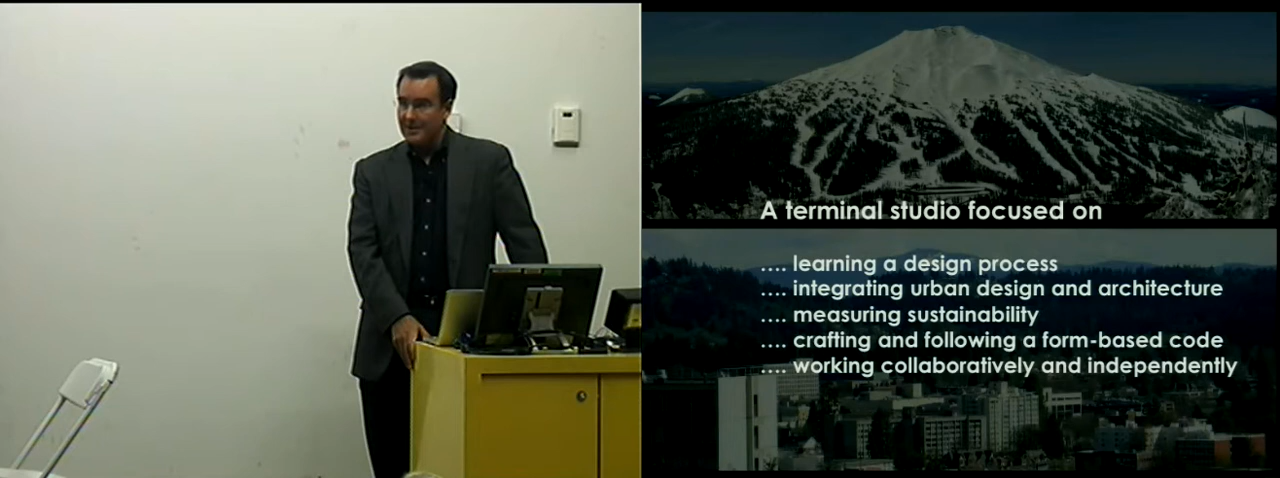 A terminal studio focused on
.... learning a design process
.... integrating urban design and architecture
.... measuring sustainability
.... crafting and following a form-based code
.... working collaboratively and independently